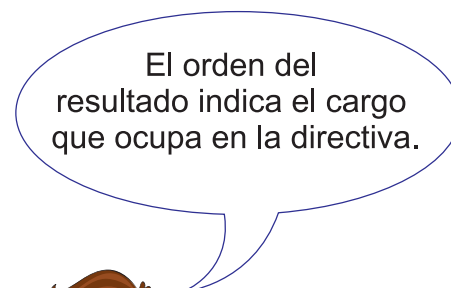 El orden del
resultado indica el cargo
que ocupa en la directiva.